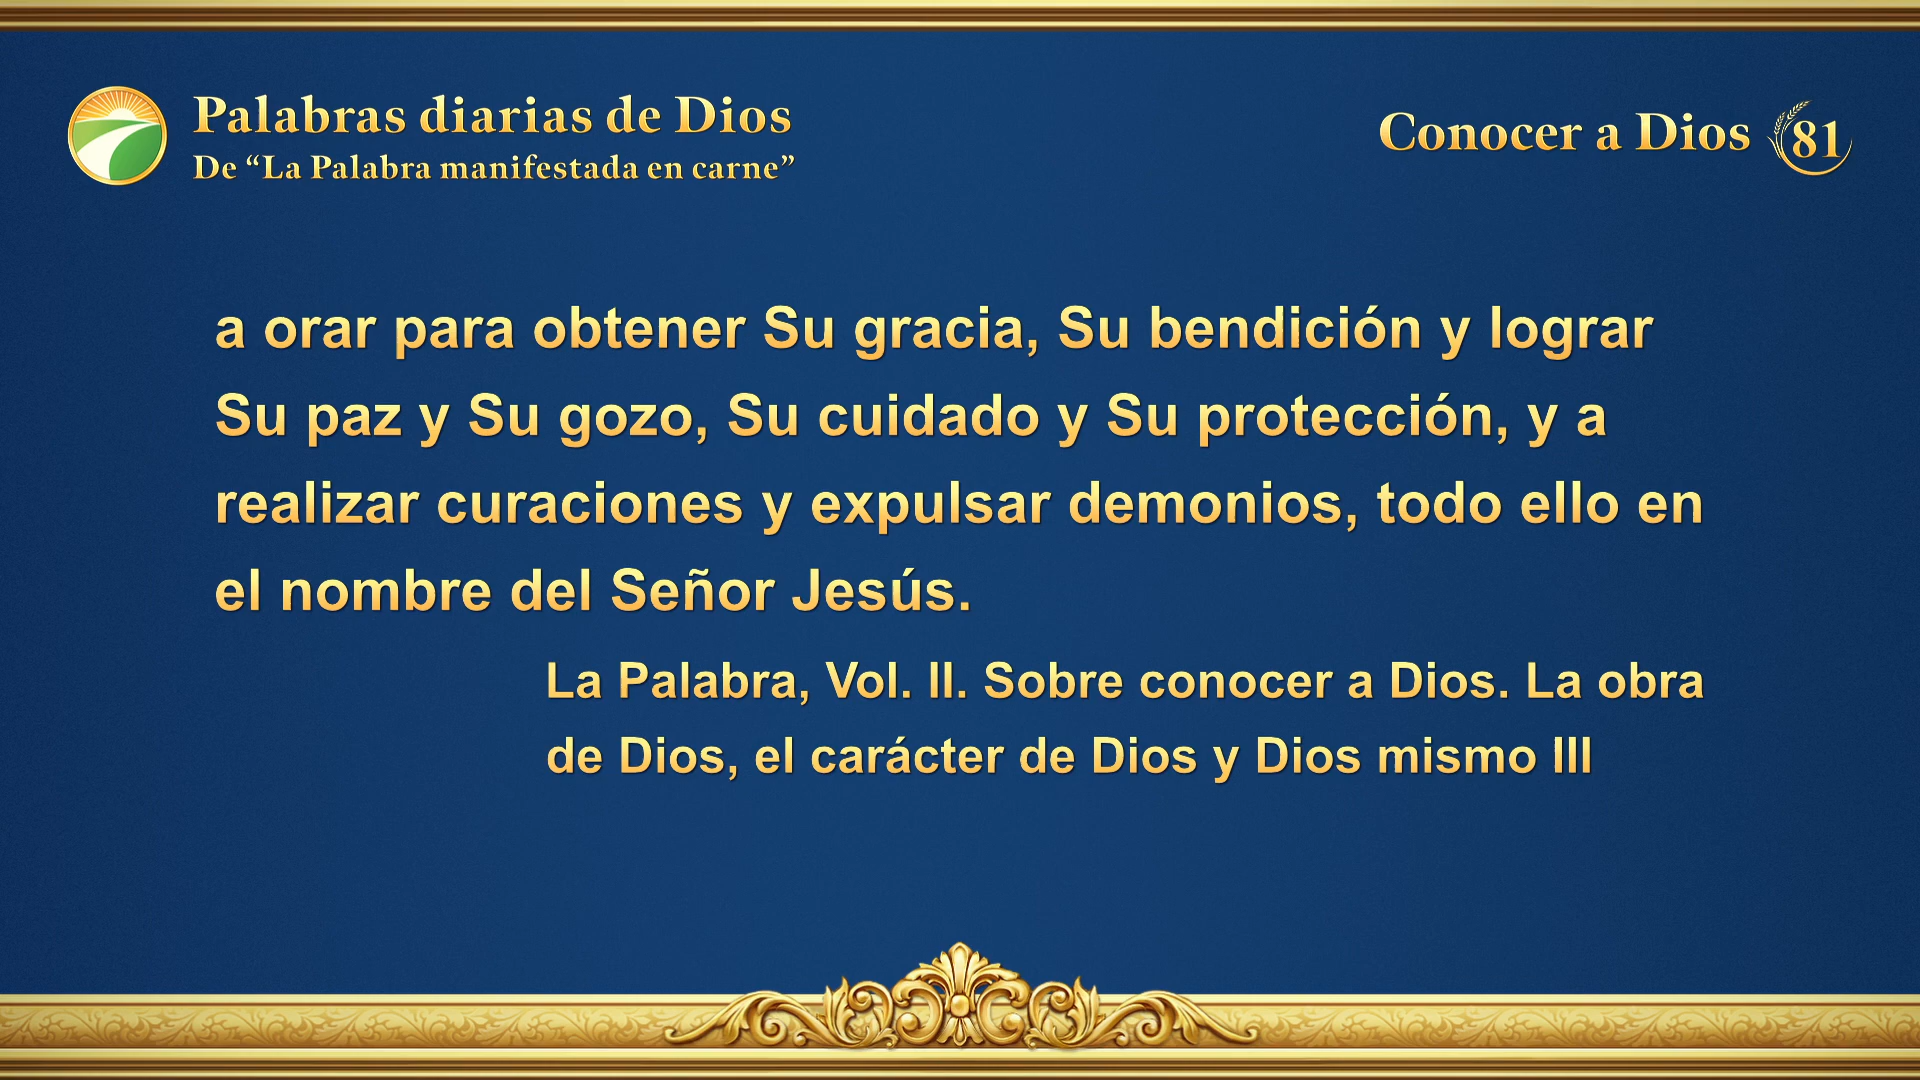 Palabras diarias de Dios
De “La Palabra manifestada en carne”
Conocer a Dios 81
a orar para obtener Su gracia, Su bendición y lograr
Su paz y Su gozo, Su cuidado y Su protección, y a
realizar curaciones y expulsar demonios, todo ello en
el nombre del Señor Jesús.
La Palabra, Vol. II. Sobre conocer a Dios. La obra
de Dios, el carácter de Dios y Dios mismo III